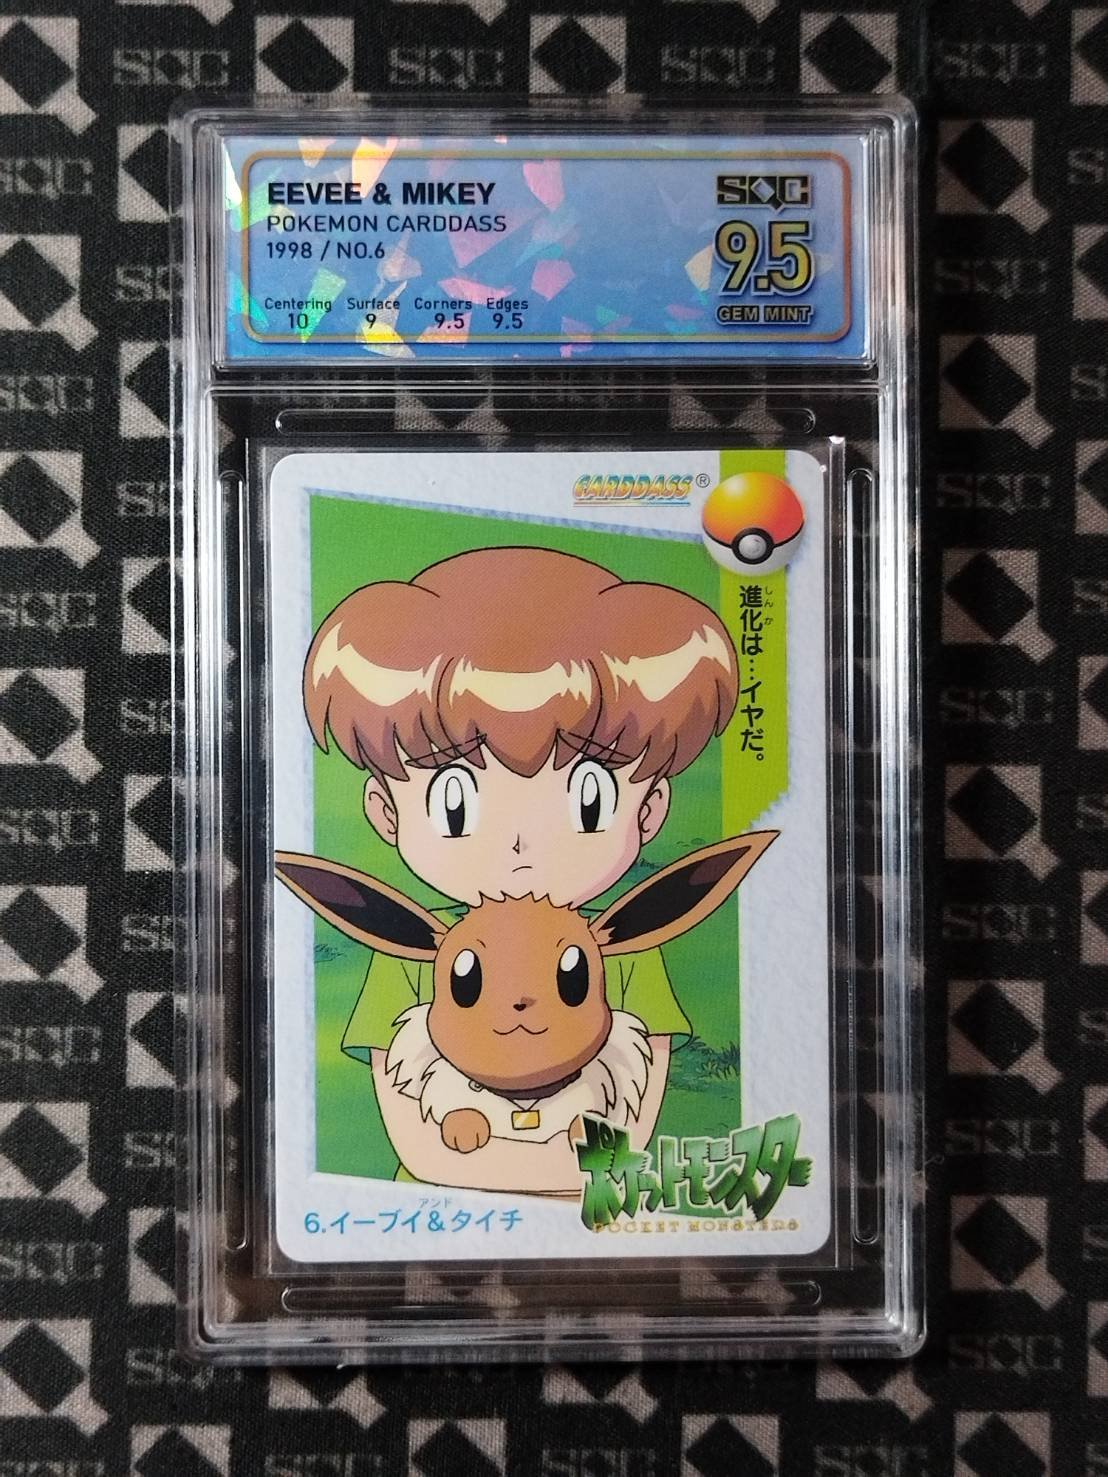 EEVEE & MIKEY
POKEMON CARDDASS
1998 / NO.6
Centering Surface Corners Edges
10 9 9.5 9.5
SQC
9.5
GEM MINT
CARDDASS®
しんか
進化は…イヤだ。
ポケットモンスター
POCKET MONSTERS
アンド
6.イーブイ&タイチ